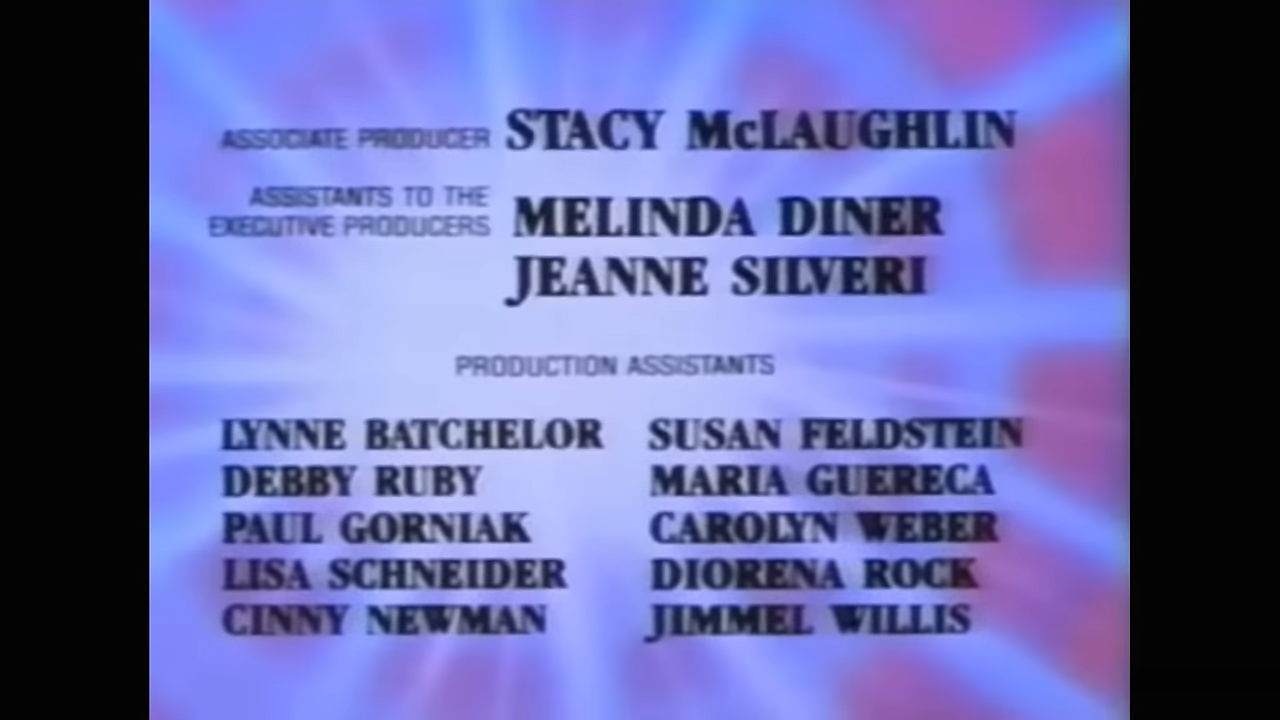 ASSOCIATE PRODUCER STACY McLAUGHLIN
ASSISTANTS TO THE
EXECUTIVE PRODUCERS MELINDA DINER
JEANNE SILVERI
PRODUCTION ASSISTANTS
LYNNE BATCHELOR SUSAN FELDSTEIN
DEBBY RUBY MARIA GUERECA
PAUL GORNIAK CAROLYN WEBER
LISA SCHNEIDER DIORENA ROCK
CINNY NEWMAN JIMMEL WILLIS